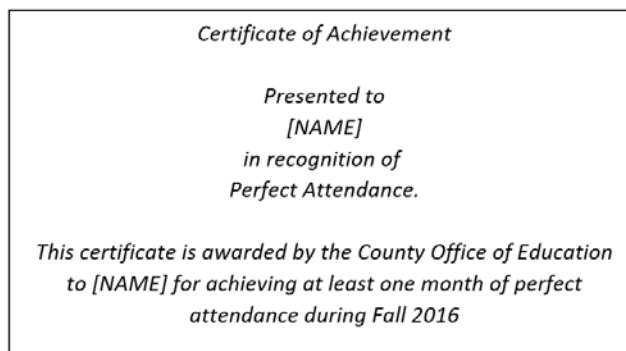 Certificate of Achievement
Presented to
[NAME]
in recognition of
Perfect Attendance.
This certificate is awarded by the County Office of Education
to [NAME] for achieving at least one month of perfect
attendance during Fall 2016